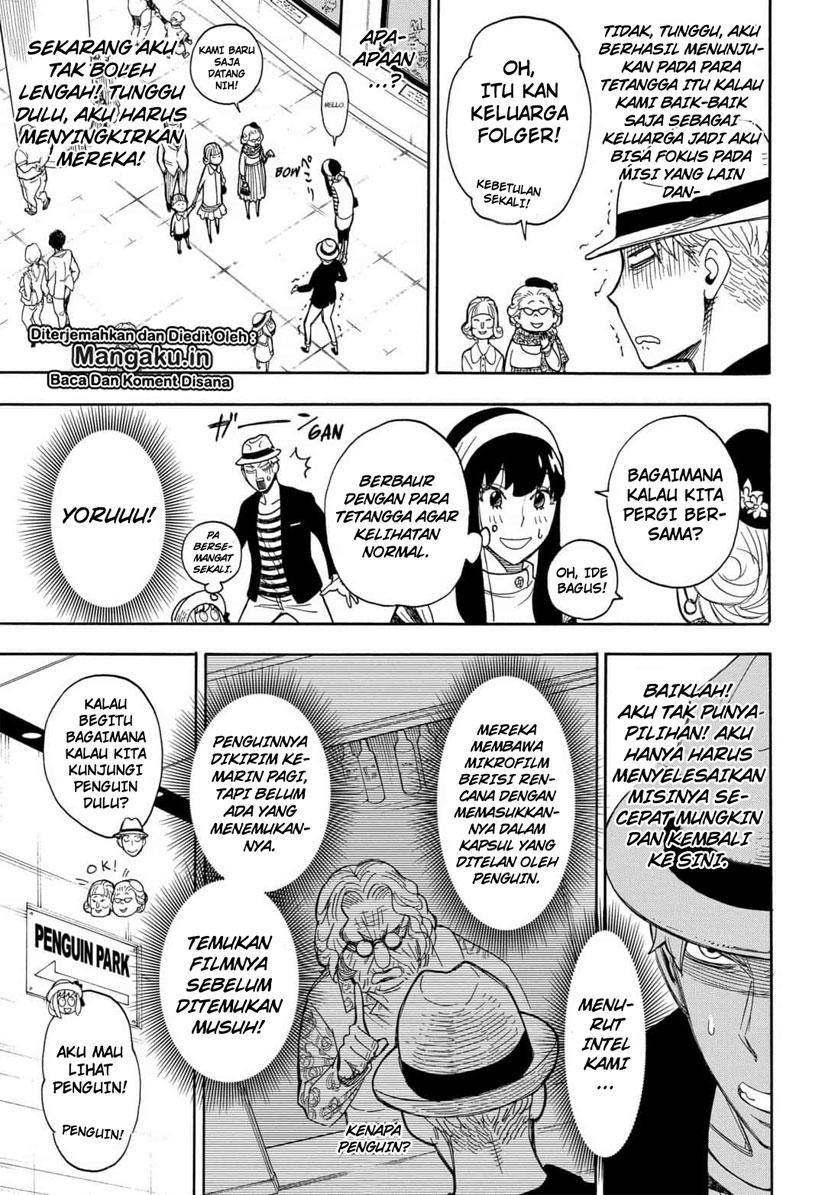 TIDAK, TUNGGU, AKU
BERHASIL MENUNJU-
KAN PADA PARA
TETANGGA ITU KALAU
KAMI BAIK-BAIK
SAJA SEBAGAI
KELUARGA JADI AKU
BISA FOKUS PADA
MISI YANG LAIN
DAN-
OH,
ITU KAN
KELUARGA
FOLGER!
KEBETULAN
SEKALI!
APA-
APAAN
...?
HELLO.
KAMI BARU
SAJA
DATANG
NIH!
BOW
SEKARANG AKU
TAK BOLEH
LENGAH! TUNGGU
DULU, AKU HARUS
MENYINGKIRKAN
MEREKA!
Diterjemahkan dan Diedit Oleh:
Mangaku.in
Baca Dan Koment Disana
BAGAIMANA
KALAU KITA
PERGI BER-
SAMA?
OH, IDE
BAGUS!
BERBAUR
DENGAN PARA
TETANGGA AGAR
KELIHATAN
NORMAL.
ガーン
GAN
PA
BERSE-
MANGAT
SEKALI.
YORUUU!
BAIKLAH!
AKU TAK PUNYA
PILIHAN! AKU
HANYA HARUS
MENYELESAIKAN
MISINYA SE-
CEPAT MUNGKIN
DAN KEMBALI
KE SINI.
MENU-
RUT
INTEL
KAMI
...
MEREKA
MEMBAWA
MIKROFILM
BERISI REN-
CANA DENGAN
MEMASUKKAN-
NYA DALAM
KAPSUL YANG
DITELAN OLEH
PENGUIN.
PENGUINNYA
DIKIRIM KE-
MARIN PAGI,
TAPI BELUM
ADA YANG
MENEMUKAN-
NYA.
TEMUKAN
FILMNYA
SEBELUM
DITEMUKAN
MUSUH!
KENAPA
PENGUIN?
KALAU
BEGITU
BAGAIMANA
KALAU KITA
KUNJUNGI
PENGUIN
DULU?
OK!
PENGUIN PARK
AKU MAU
LIHAT
PENGUIN!
PENGUIN!